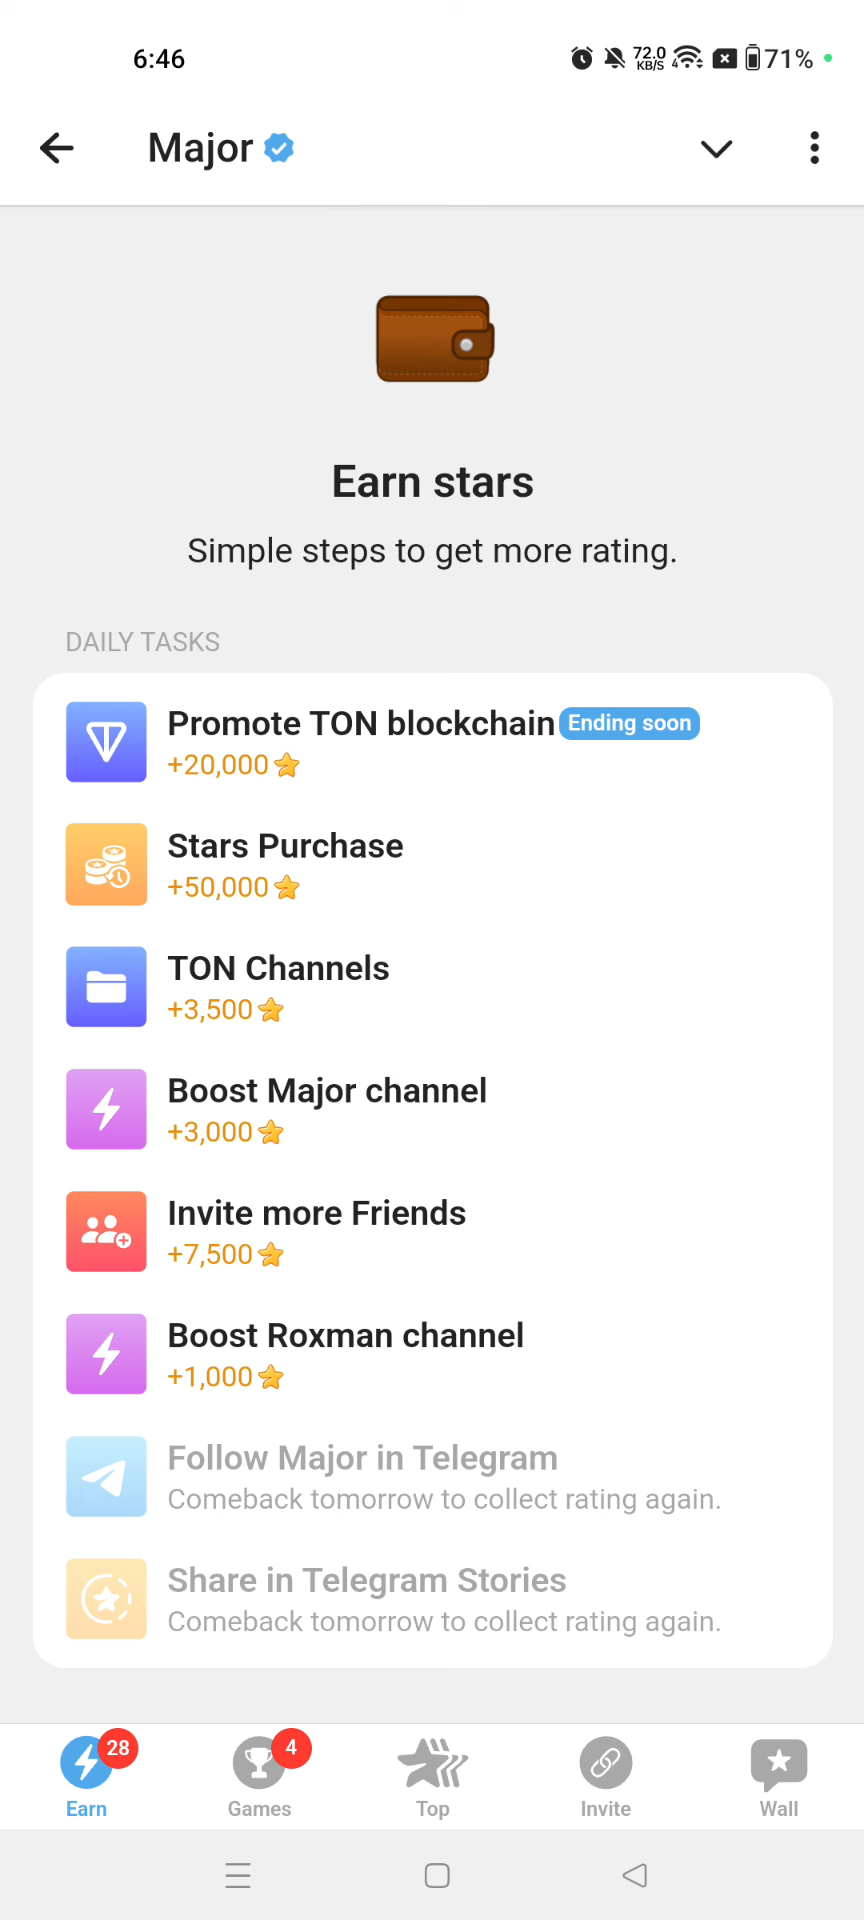 6:46
72.0
KB/S
4
71%
Major
Earn stars
Simple steps to get more rating.
DAILY TASKS
Promote TON blockchain Ending soon
+20,000
Stars Purchase
+50,000
TON Channels
+3,500
Boost Major channel
+3,000
Invite more Friends
+7,500
Boost Roxman channel
+1,000
Follow Major in Telegram
Comeback tomorrow to collect rating again.
Share in Telegram Stories
Comeback tomorrow to collect rating again.
28
4
Earn Games Top Invite Wall